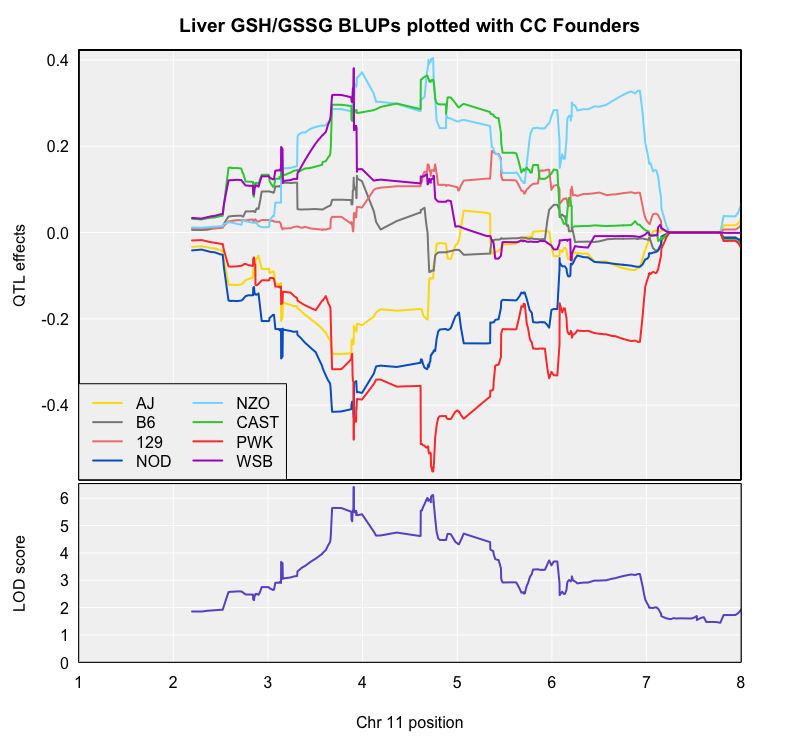 Liver GSH/GSSG BLUPs plotted with CC Founders
QTL effects
0.4
0.2
0.0
-0.2
-0.4
AJ NZO
B6 CAST
129 PWK
NOD WSB
LOD score
6
5
4
3
2
1
0
1 2 3 4 5 6 7 8
Chr 11 position